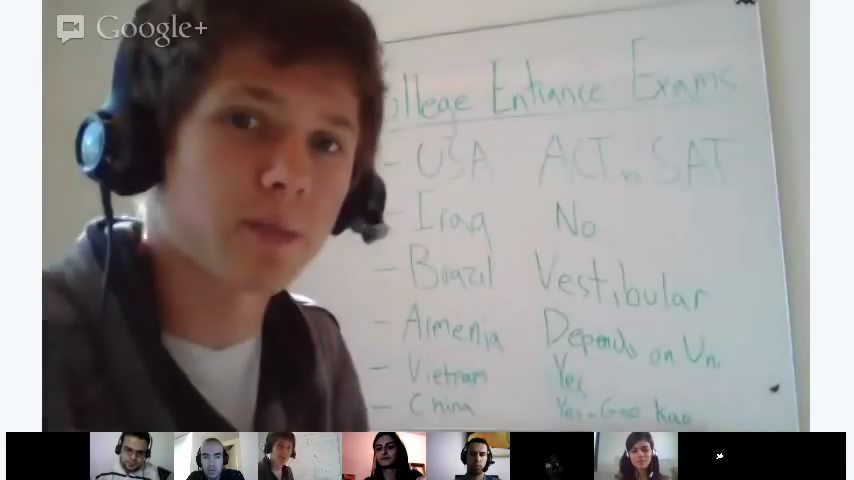 Google+
ollege Entrance Exams
- USA ACT vs SAT
- Iraq No
- Brazil Vestibular
- Armenia Depends on Un.
- Vietnam Yes
- China Yes - Gao Kao